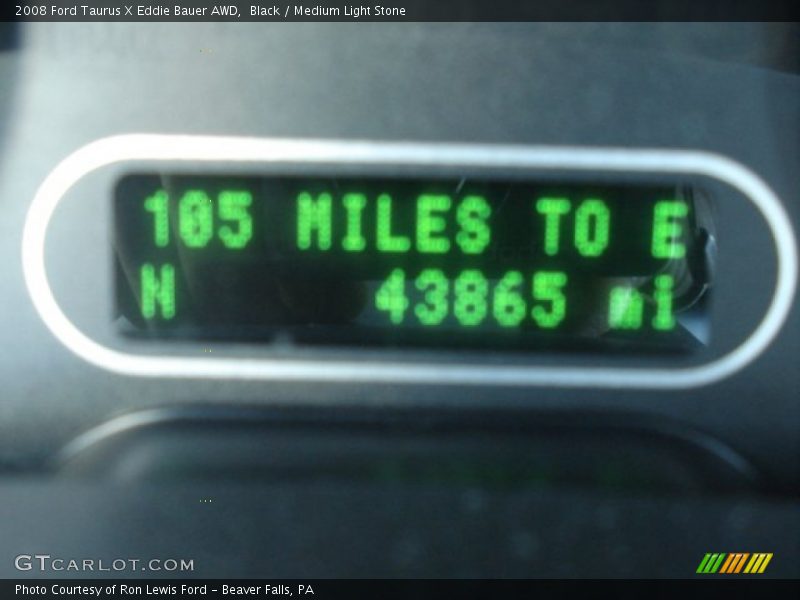 2008 Ford Taurus X Eddie Bauer AWD,  Black / Medium Light Stone
105 MILES TO E
N 43865 mi
GTCARLOT.COM
Photo Courtesy of Ron Lewis Ford - Beaver Falls, PA